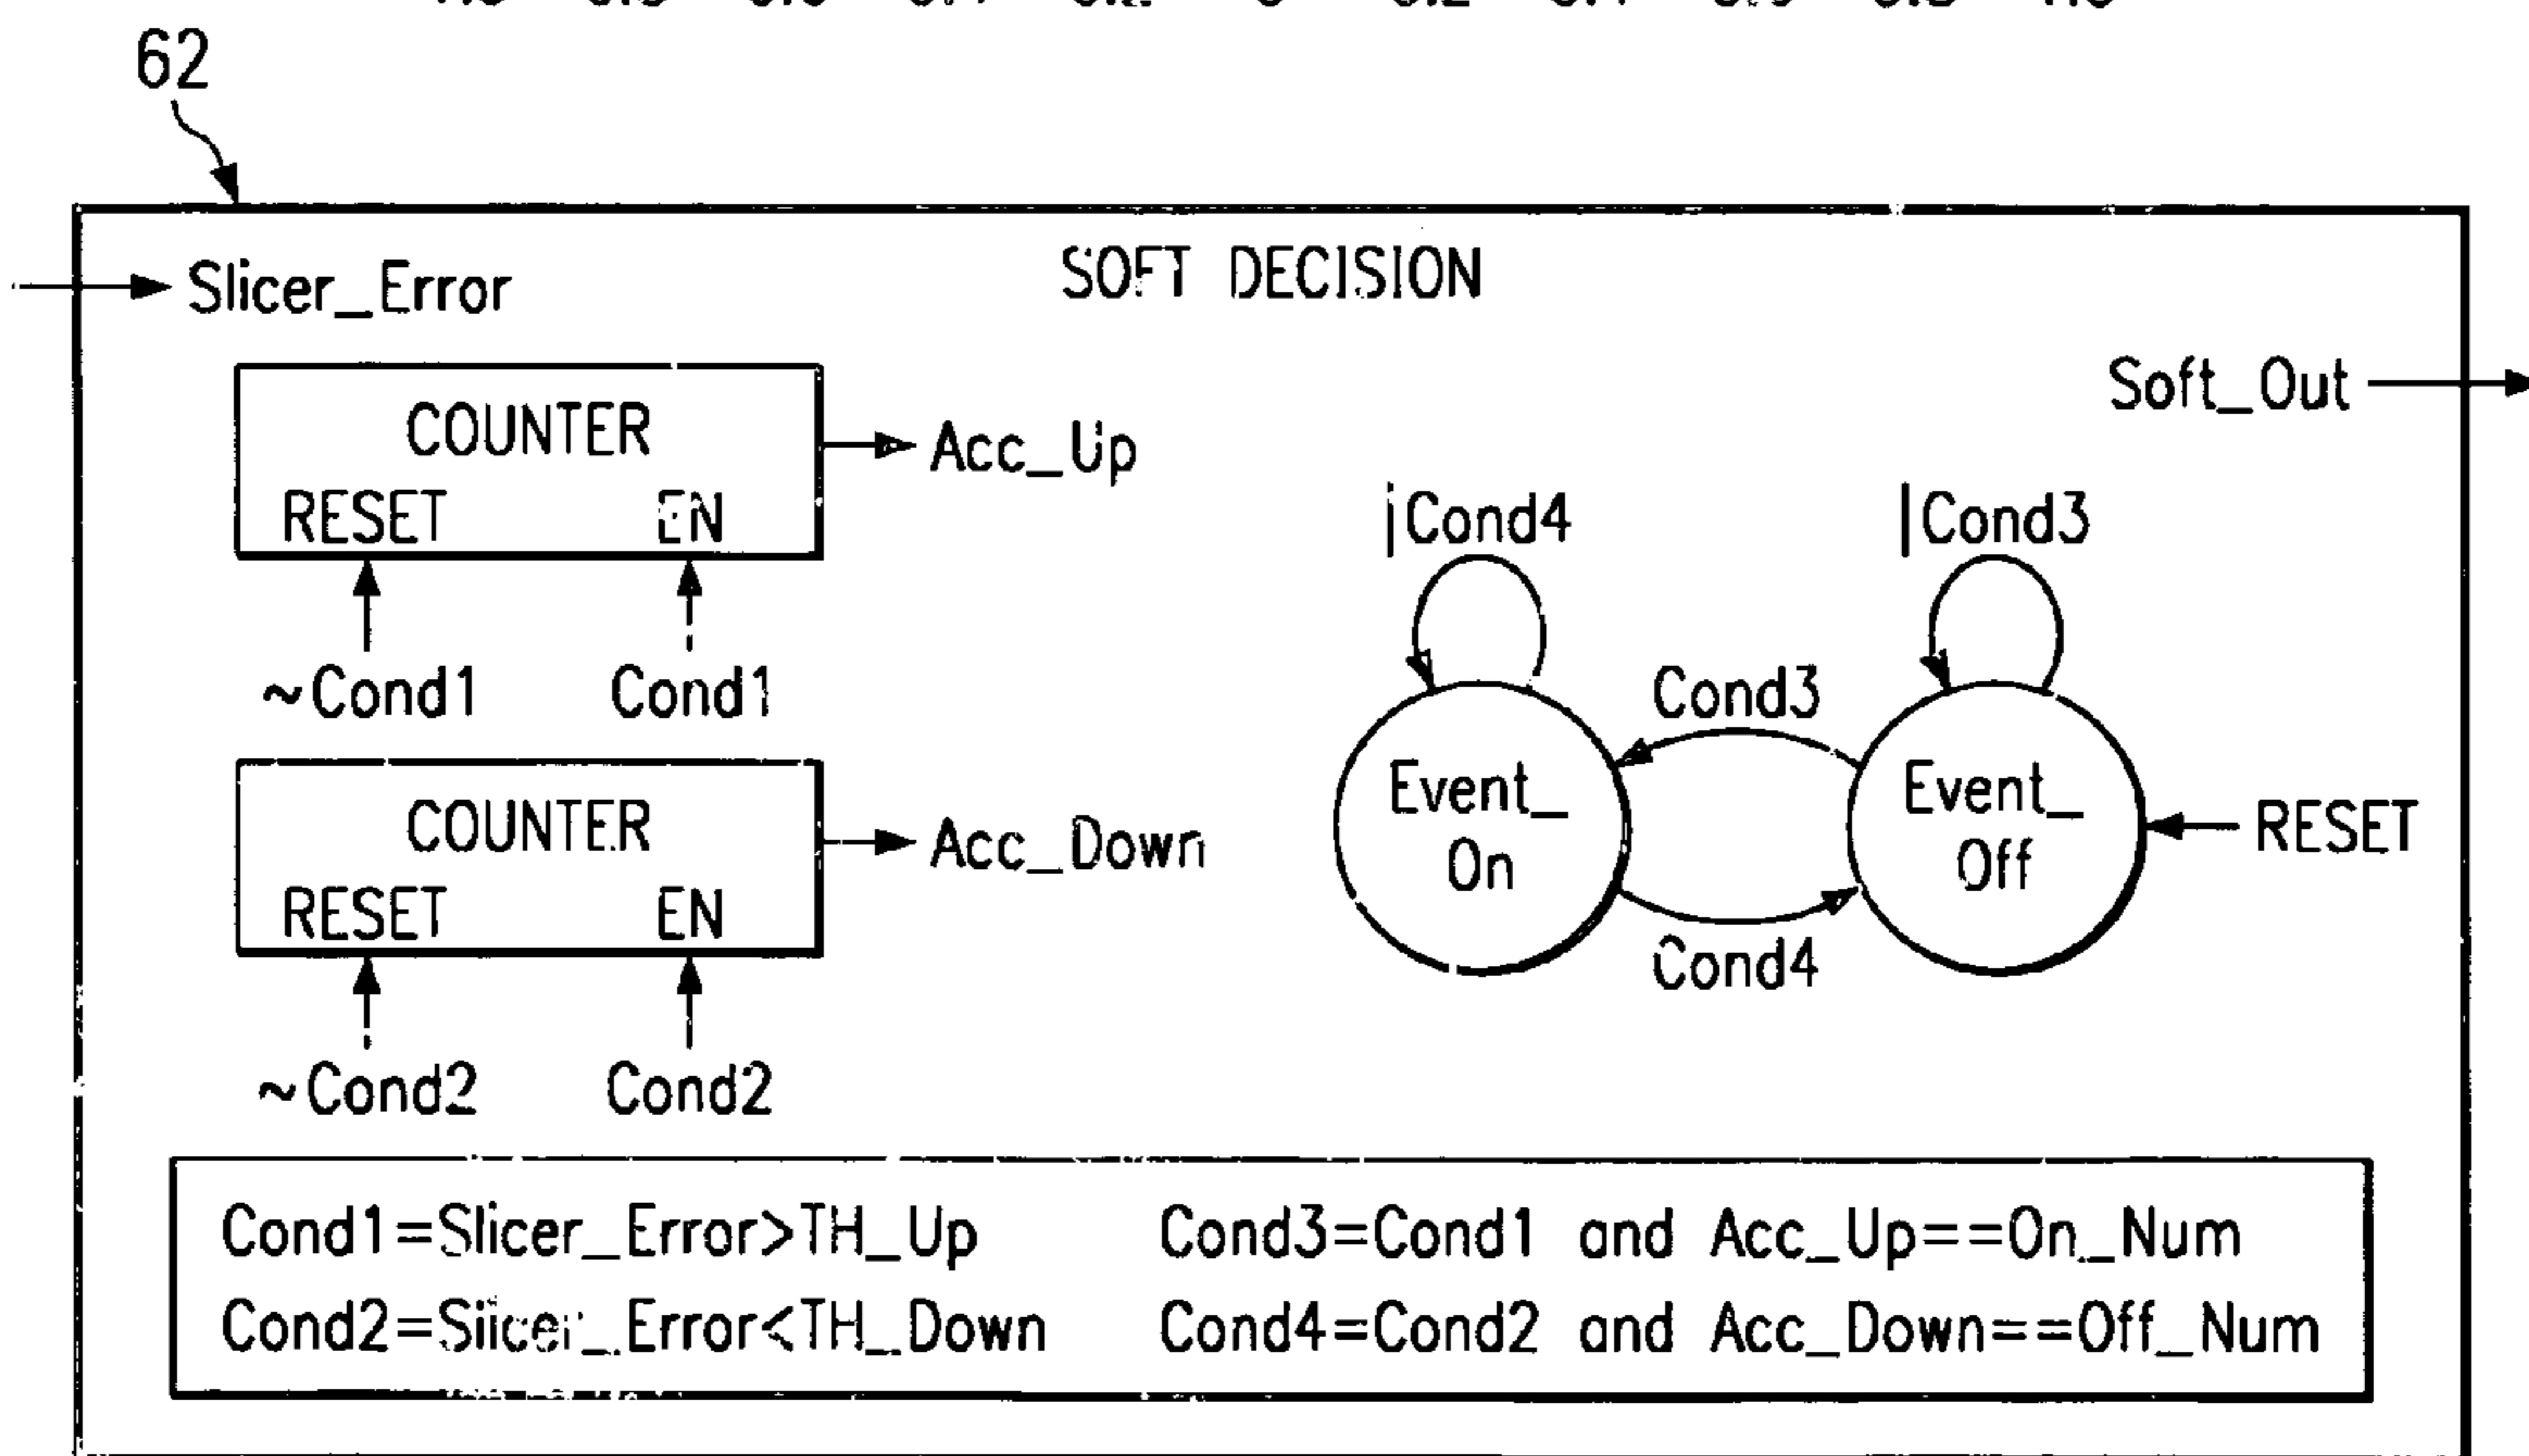 62
Slicer_Error
SOFT DECISION
Soft_Out
COUNTER
RESET EN
Acc_Up
~Cond1 Cond1
COUNTER
RESET EN
Acc_Down
~Cond2 Cond2
|Cond4
|Cond3
Cond3
Event_
On
Event_
Off
RESET
Cond4
Cond1=Slicer_Error>TH_Up Cond3=Cond1 and Acc_Up==On_Num
Cond2=Slicer_Error<TH_Down Cond4=Cond2 and Acc_Down==Off_Num